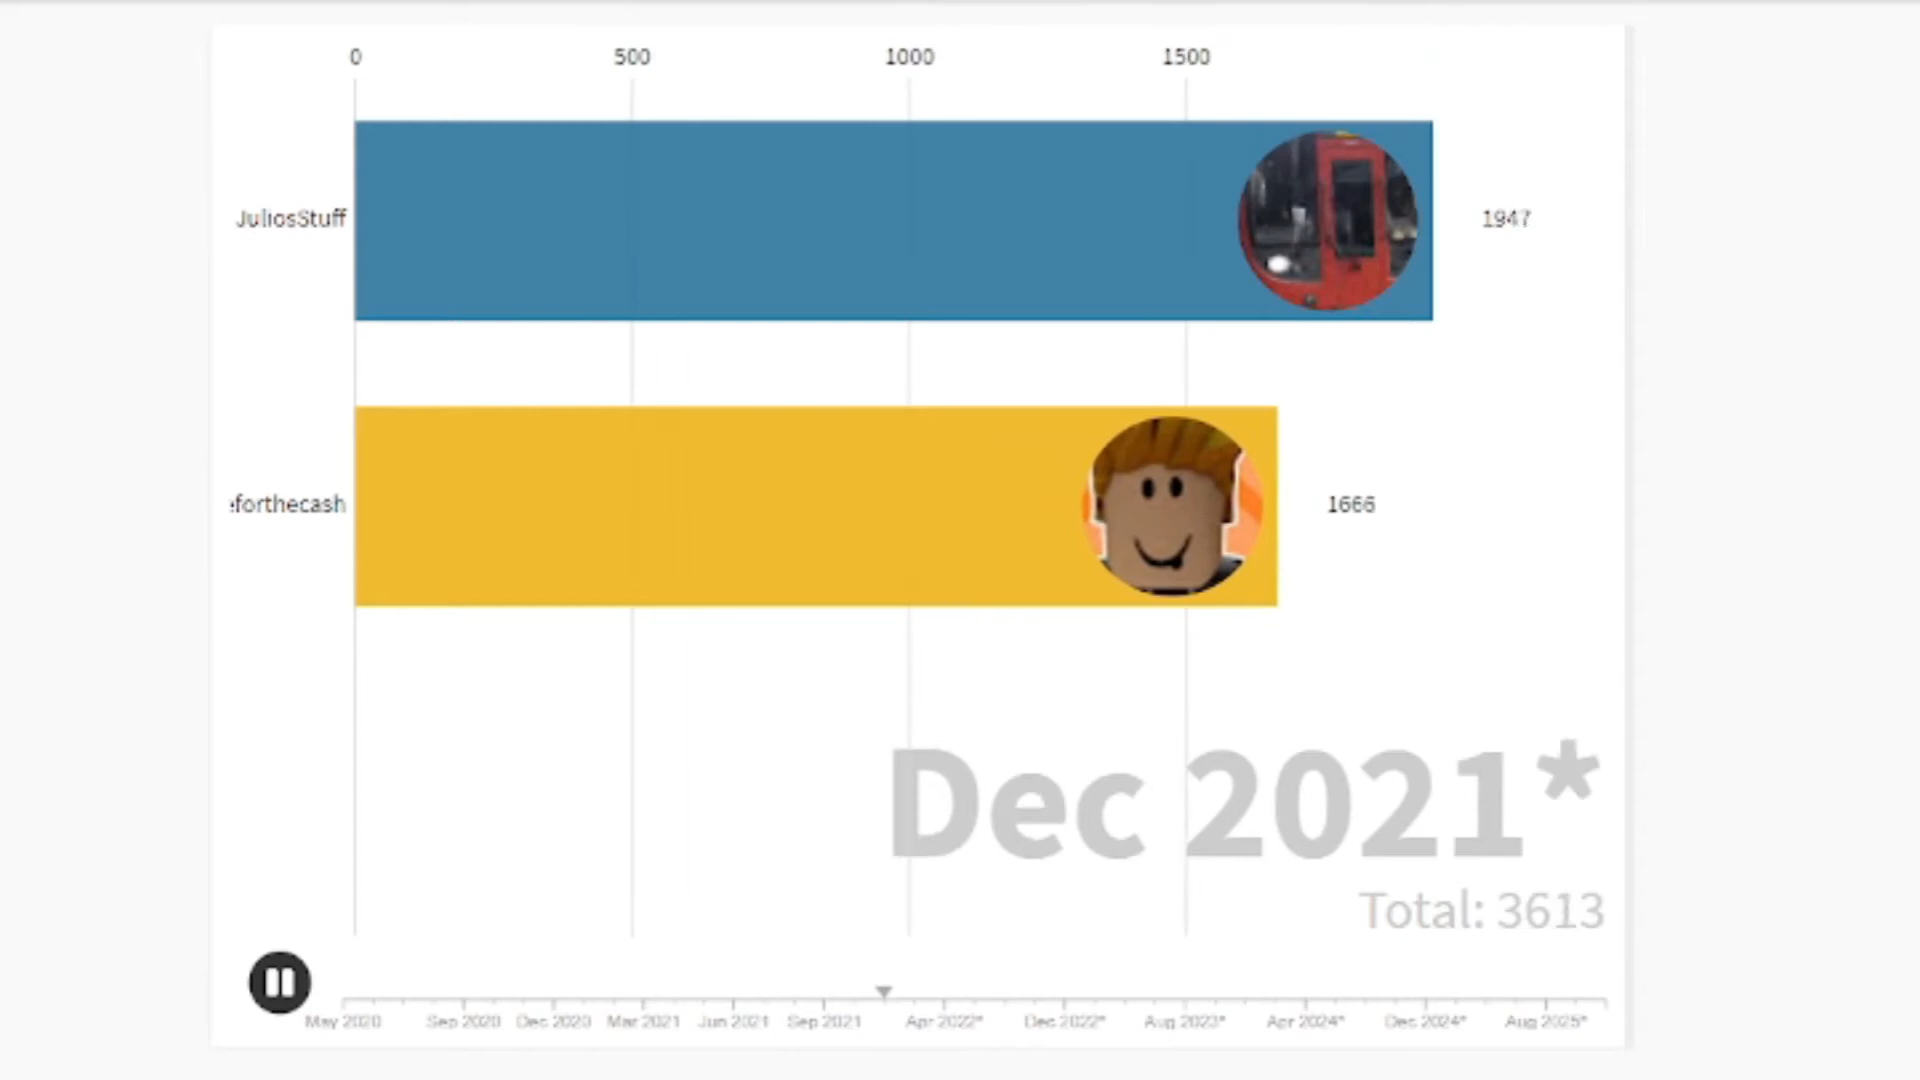 0 500 1000 1500
JuliosStuff 1947
forthecash 1666
Dec 2021*
Total: 3613
May 2020 Sep 2020 Dec 2020 Mar 2021 Jun 2021 Sep 2021 Apr 2022* Dec 2022* Aug 2023* Apr 2024* Dec 2024* Aug 2025*